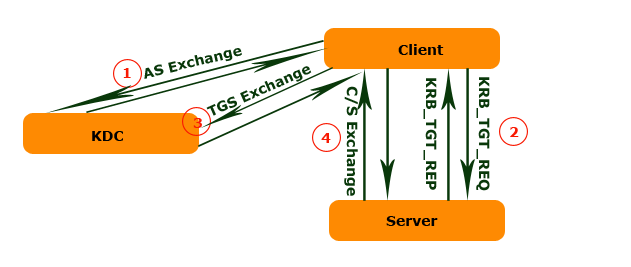 Client
1
AS Exchange
TGS Exchange
3
KDC
4
C/S Exchange
KRB_TGT_REP
KRB_TGT_REQ
2
Server